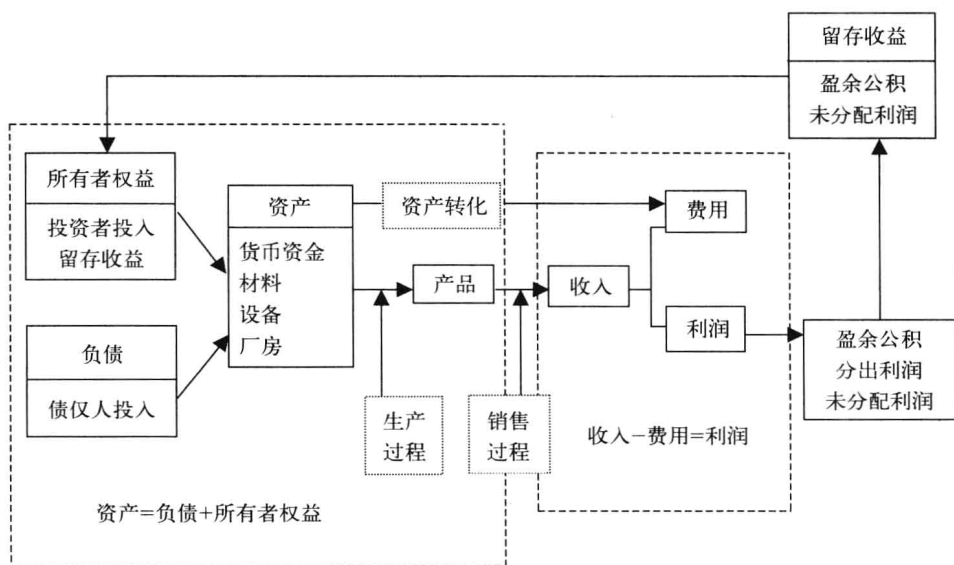 留存收益
盈余公积
未分配利润
所有者权益
投资者投入
留存收益
资产
货币资金
材料
设备
厂房
资产转化
费用
产品
收入
利润
负债
债仅人投入
生产
过程
销售
过程
盈余公积
分出利润
未分配利润
收入-费用=利润
资产=负债+所有者权益